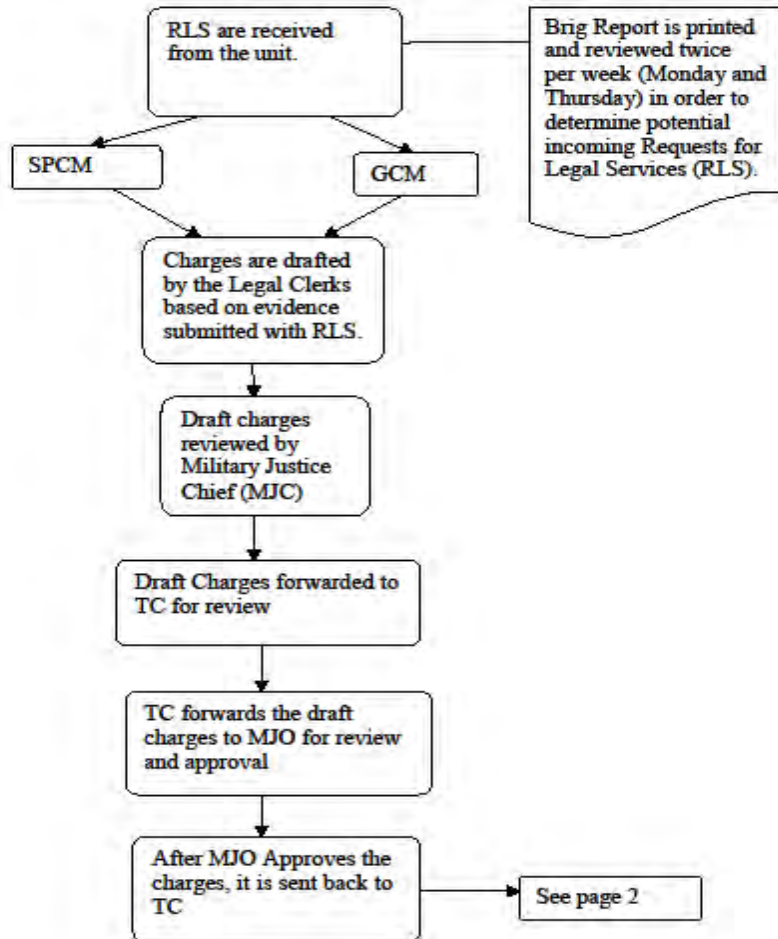 RLS are received
from the unit.
Brig Report is printed
and reviewed twice
per week (Monday and
Thursday) in order to
determine potential
incoming Requests for
Legal Services (RLS).
SPCM
GCM
Charges are drafted
by the Legal Clerks
based on evidence
submitted with RLS.
Draft charges
reviewed by
Military Justice
Chief (MJC)
Draft Charges forwarded to
TC for review
TC forwards the draft
charges to MJO for review
and approval
After MJO Approves the
charges, it is sent back to
TC
See page 2